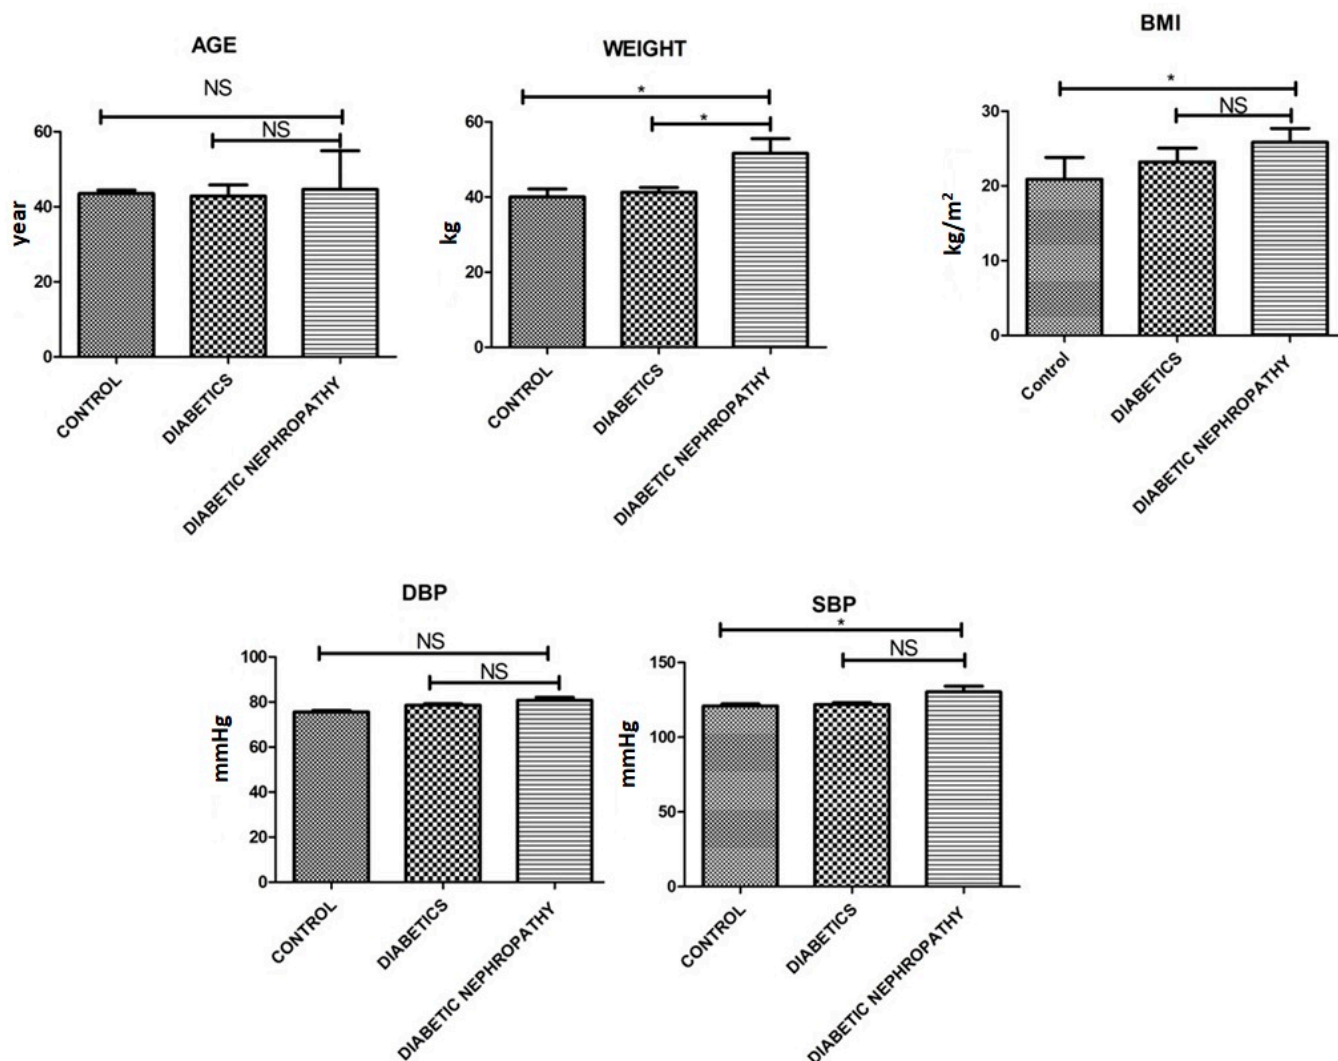 AGE
NS
NS
60
40
20
0
year
CONTROL
DIABETICS
DIABETIC NEPHROPATHY
WEIGHT
*
*
60
40
20
0
kg
CONTROL
DIABETICS
DIABETIC NEPHROPATHY
BMI
*
NS
30
20
10
0
kg/m²
Control
DIABETICS
DIABETIC NEPHROPATHY
DBP
NS
NS
100
80
60
40
20
0
mmHg
CONTROL
DIABETICS
DIABETIC NEPHROPATHY
SBP
*
NS
150
100
50
0
mmHg
CONTROL
DIABETICS
DIABETIC NEPHROPATHY